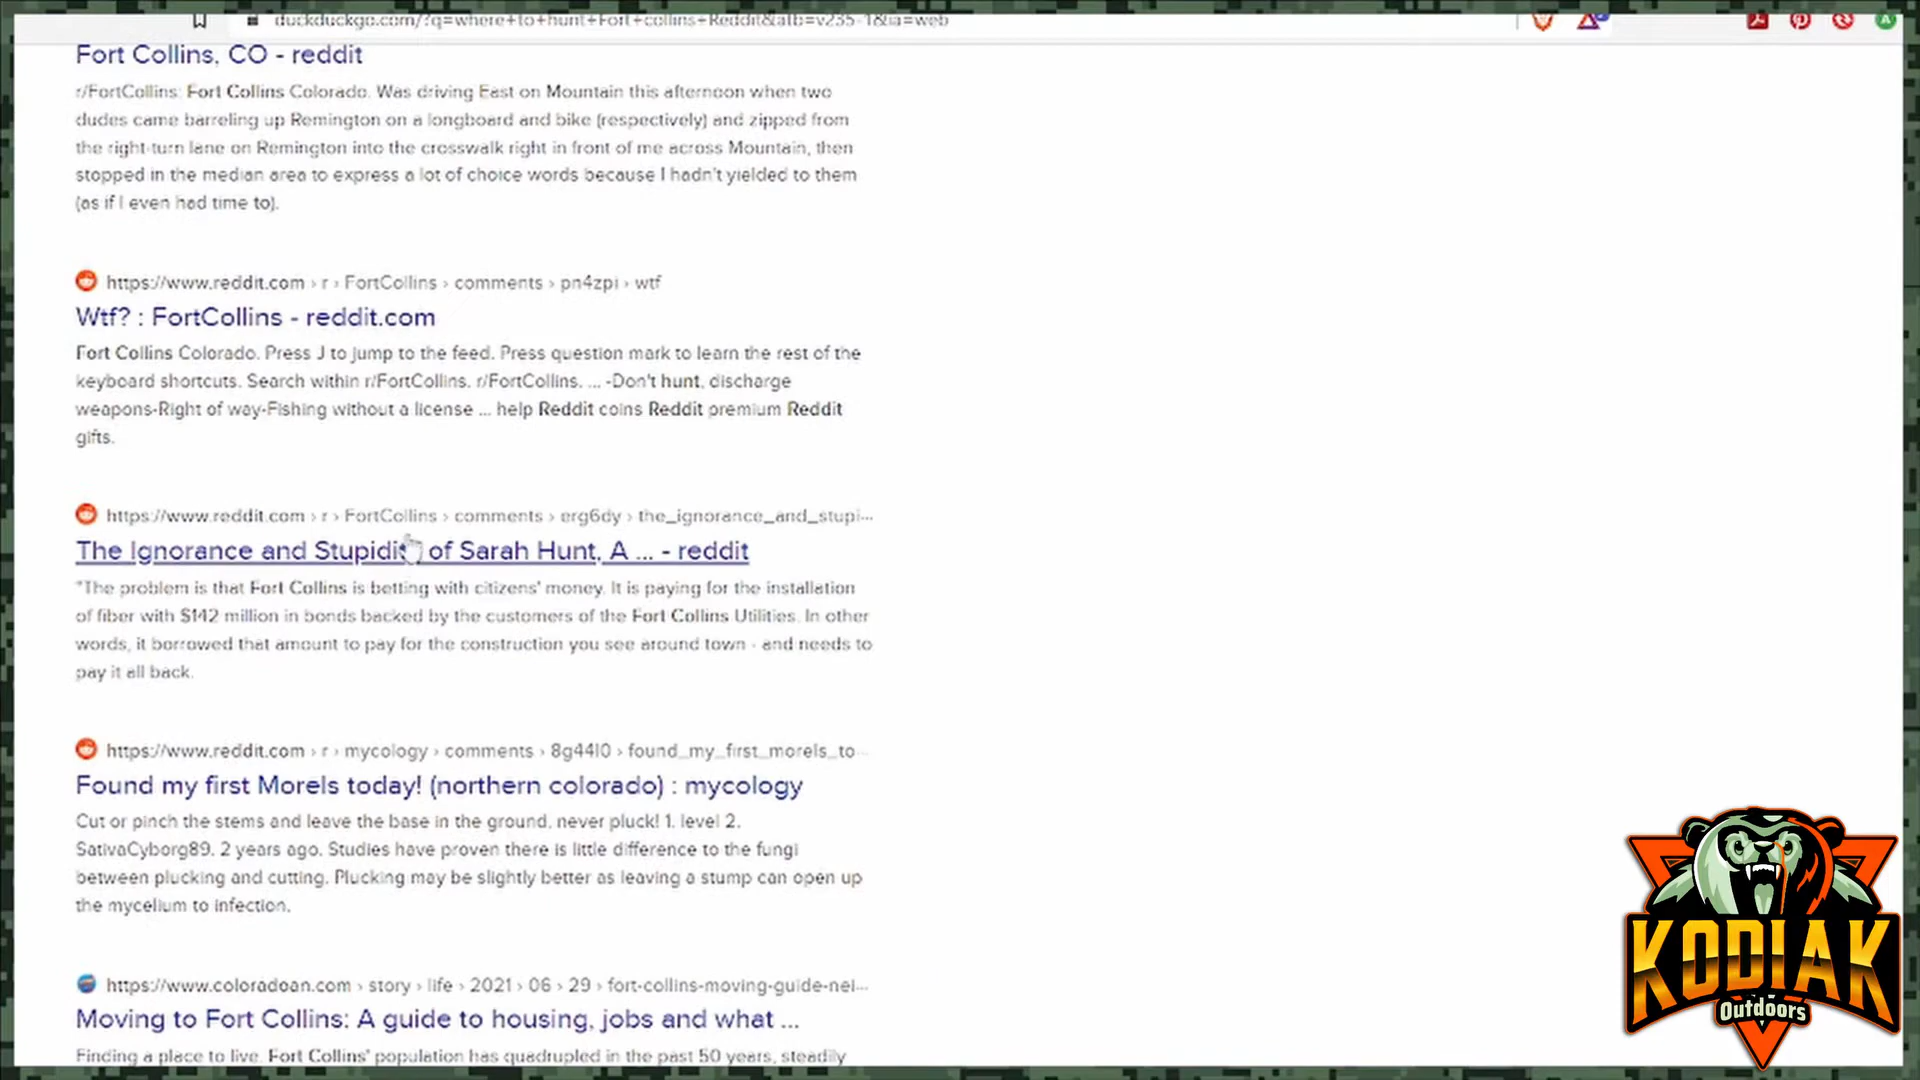 duckduckgo.com/?q=where+to+hunt+Fort+collins+Reddit&atb=v235-1&ia=web
Fort Collins, CO - reddit
r/FortCollins: Fort Collins Colorado. Was driving East on Mountain this afternoon when two
dudes came barreling up Remington on a longboard and bike (respectively) and zipped from
the right-turn lane on Remington into the crosswalk right in front of me across Mountain, then
stopped in the median area to express a lot of choice words because I hadn't yielded to them
(as if I even had time to).
https://www.reddit.com › r › FortCollins › comments › pn4zpi › wtf
Wtf? : FortCollins - reddit.com
Fort Collins Colorado. Press J to jump to the feed. Press question mark to learn the rest of the
keyboard shortcuts. Search within r/FortCollins. r/FortCollins. ... -Don't hunt, discharge
weapons-Right of way-Fishing without a license ... help Reddit coins Reddit premium Reddit
gifts.
https://www.reddit.com › r › FortCollins › comments › erg6dy › the_ignorance_and_stupi...
The Ignorance and Stupidit of Sarah Hunt, A ... - reddit
"The problem is that Fort Collins is betting with citizens' money. It is paying for the installation
of fiber with $142 million in bonds backed by the customers of the Fort Collins Utilities. In other
words, it borrowed that amount to pay for the construction you see around town - and needs to
pay it all back.
https://www.reddit.com › r › mycology › comments › 8g44l0 › found_my_first_morels_to...
Found my first Morels today! (northern colorado) : mycology
Cut or pinch the stems and leave the base in the ground, never pluck! 1. level 2.
SativaCyborg89. 2 years ago. Studies have proven there is little difference to the fungi
between plucking and cutting. Plucking may be slightly better as leaving a stump can open up
the mycelium to infection.
https://www.coloradoan.com › story › life › 2021 › 06 › 29 › fort-collins-moving-guide-nei...
Moving to Fort Collins: A guide to housing, jobs and what ...
Finding a place to live. Fort Collins' population has quadrupled in the past 50 years, steadily
KODIAK
Outdoors